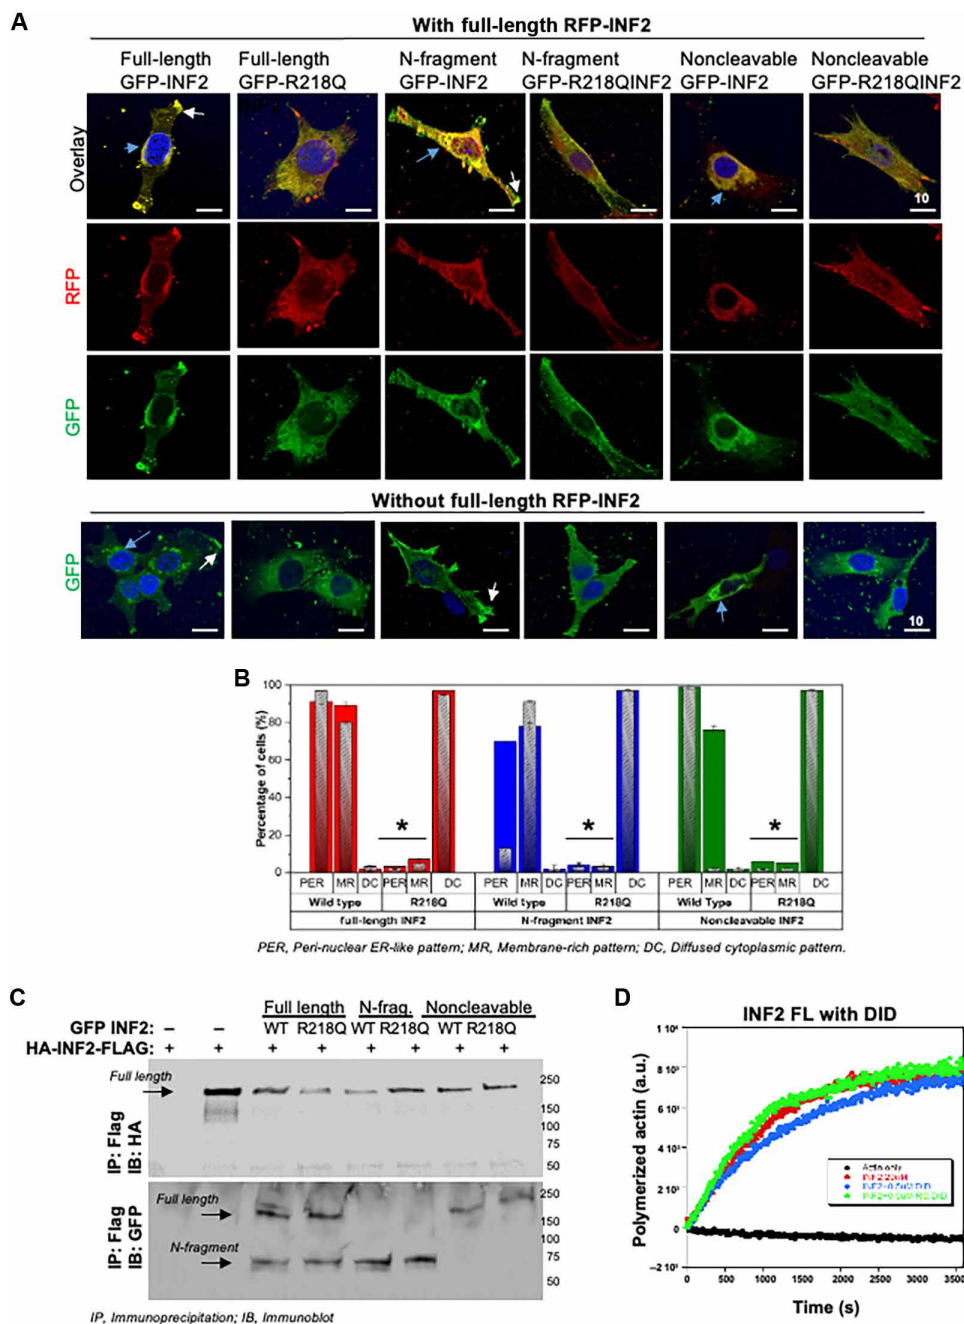 A
With full-length RFP-INF2
Full-length GFP-INF2
Full-length GFP-R218Q
N-fragment GFP-INF2
N-fragment GFP-R218QINF2
Noncleavable GFP-INF2
Noncleavable GFP-R218QINF2
Overlay
10
RFP
GFP
Without full-length RFP-INF2
GFP
10
B
Percentage of cells (%)
100
80
60
40
20
0
* * *
PER MR DC PER MR DC PER MR DC PER MR DC PER MR DC PER MR DC
Wild type R218Q Wild type R218Q Wild Type R218Q
full-length INF2 N-fragment INF2 Noncleavable INF2
PER, Peri-nuclear ER-like pattern; MR, Membrane-rich pattern; DC, Diffused cytoplasmic pattern.
C
Full length N-frag. Noncleavable
GFP INF2: – – WT R218Q WT R218Q WT R218Q
HA-INF2-FLAG: + + + + + + + +
IP: Flag
IB: HA
Full length
250
150
100
75
50
IP: Flag
IB: GFP
Full length
N-fragment
250
150
100
75
50
IP, Immunoprecipitation; IB, Immunoblot
D
INF2 FL with DID
Polymerized actin (a.u.)
0
Actin only
0 500 1000 1500 2000 2500 3000 3500
Time (s)